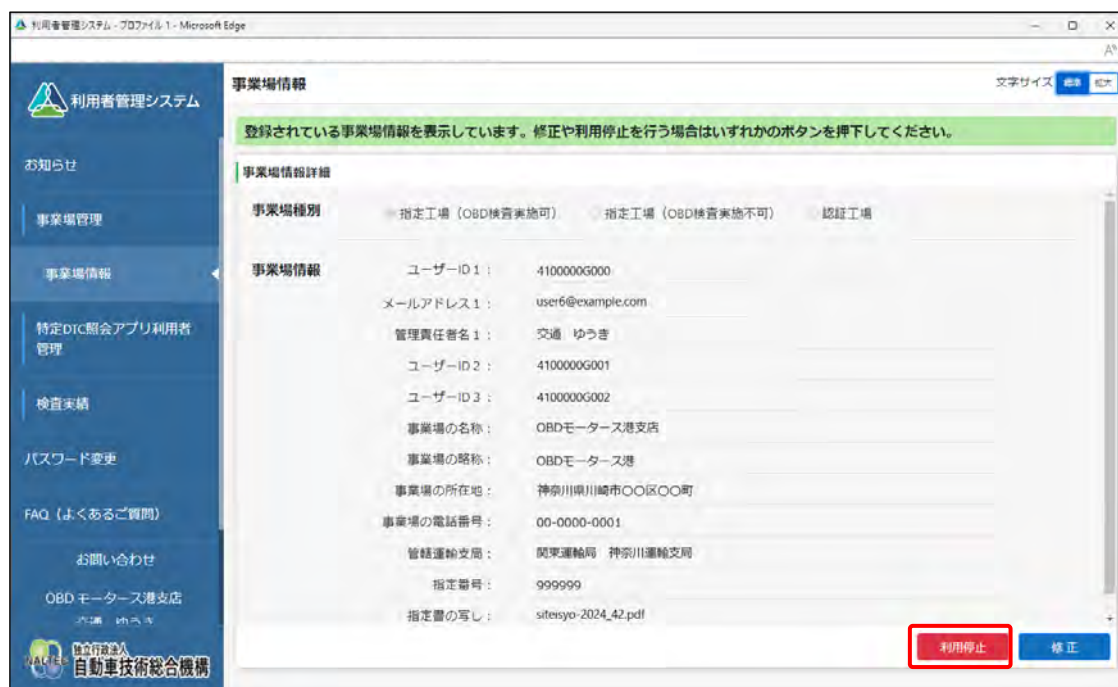 利用者管理システム - プロファイル 1 - Microsoft Edge
利用者管理システム
お知らせ
事業場管理
事業場情報
特定DTC照会アプリ利用者
管理
検査実績
パスワード変更
FAQ（よくあるご質問）
お問い合わせ
OBD モータース港支店
交通 ゆうき
NALTEC 独立行政法人
自動車技術総合機構
事業場情報
文字サイズ 標準 拡大
登録されている事業場情報を表示しています。修正や利用停止を行う場合はいずれかのボタンを押下してください。
事業場情報詳細
事業場種別 指定工場（OBD検査実施可） 指定工場（OBD検査実施不可） 認証工場
事業場情報 ユーザーID1： 4100000G000
メールアドレス1： user6@example.com
管理責任者名1： 交通 ゆうき
ユーザーID2： 4100000G001
ユーザーID3： 4100000G002
事業場の名称： OBDモータース港支店
事業場の略称： OBDモータース港
事業場の所在地： 神奈川県川崎市〇〇区〇〇町
事業場の電話番号： 00-0000-0001
管轄運輸支局： 関東運輸局 神奈川運輸支局
指定番号： 999999
指定書の写し： siteisyo-2024_42.pdf
利用停止 修正